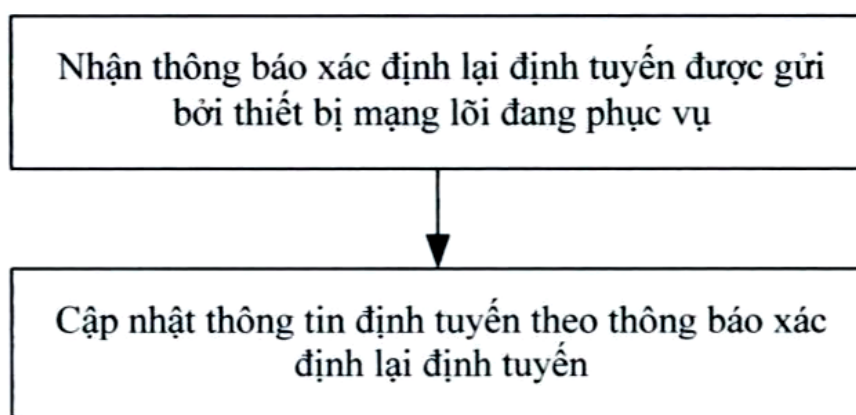 Nhận thông báo xác định lại định tuyến được gửi
bởi thiết bị mạng lõi đang phục vụ
Cập nhật thông tin định tuyến theo thông báo xác
định lại định tuyến